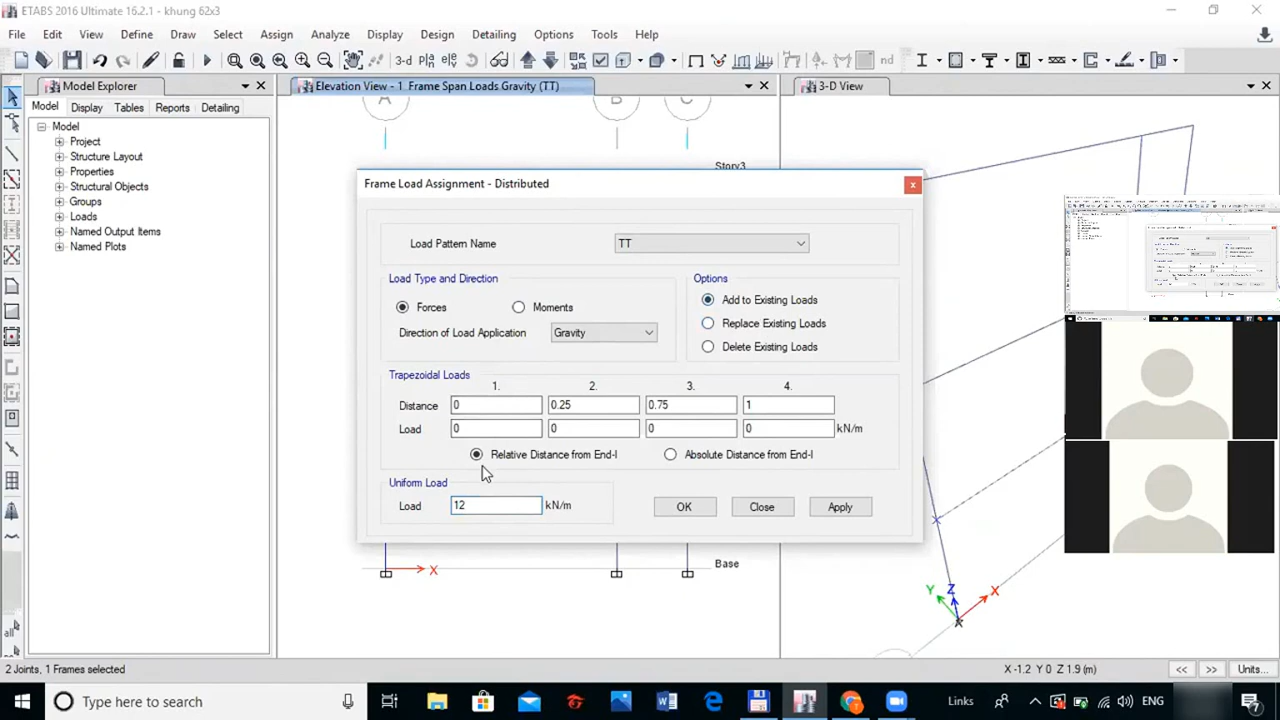 ETABS 2016 Ultimate 16.2.1 - khung 62x3
File Edit View Define Draw Select Assign Analyze Display Design Detailing Options Tools Help
3-d nd
Model Explorer
Elevation View - 1 Frame Span Loads Gravity (TT)
3-D View
Model Display Tables Reports Detailing
Model
Project
Structure Layout
Properties
Structural Objects
Groups
Loads
Named Output Items
Named Plots
A B C
Story3
Frame Load Assignment - Distributed
Load Pattern Name TT
Load Type and Direction
Forces Moments
Direction of Load Application Gravity
Options
Add to Existing Loads
Replace Existing Loads
Delete Existing Loads
Trapezoidal Loads
1. 2. 3. 4.
Distance 0 0.25 0.75 1
Load 0 0 0 0 kN/m
Relative Distance from End-I Absolute Distance from End-I
Uniform Load
Load 12 kN/m
OK Close Apply
Base
X
Y Z X
2 Joints, 1 Frames selected
X -1.2 Y 0 Z 1.9 (m)
<< >> Units...
Type here to search
Links
ENG
7